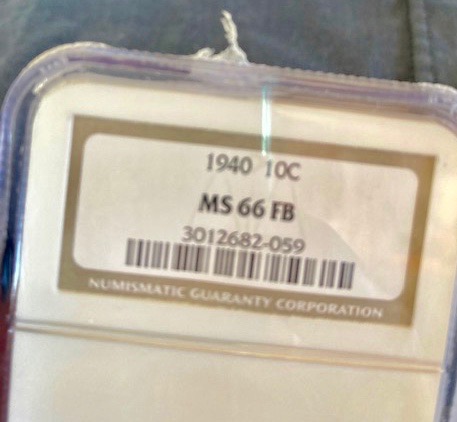 1940 10C
MS 66 FB
3012682-059
NUMISMATIC GUARANTY CORPORATION